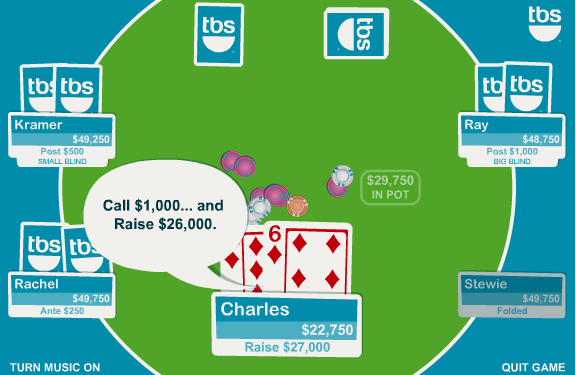 tbs
tbs
tbs
tbs
tbs
Kramer
$49,250
Post $500
SMALL BLIND
tbs
tbs
Ray
$48,750
Post $1,000
BIG BLIND
$29,750
IN POT
Call $1,000... and
Raise $26,000.
6
tbs
tbs
Rachel
$49,750
Ante $250
Charles
$22,750
Raise $27,000
Stewie
$49,750
Folded
TURN MUSIC ON
QUIT GAME